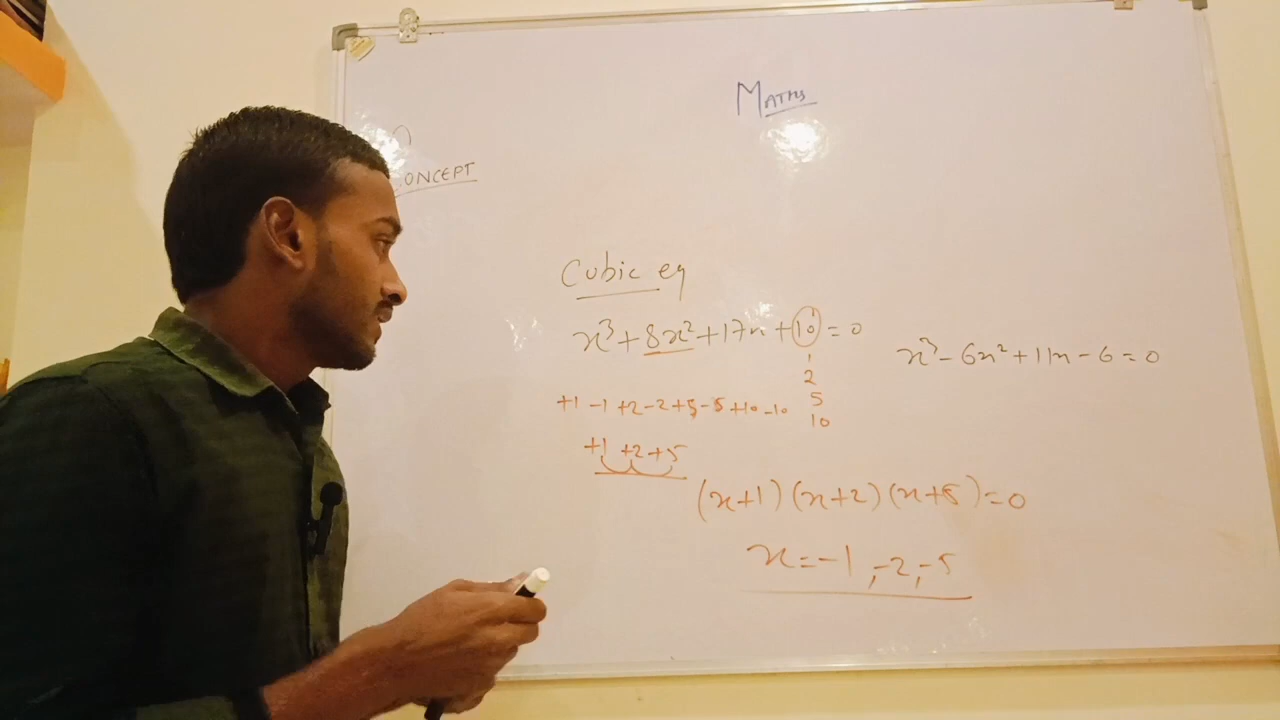 MATHS
CONCEPT
Cubic eq
x³+8x²+17x+10=0
1
2
5
10
+1 -1 +2-2+5-5+10-10
+1 +2+5
(x+1)(x+2)(x+5)=0
x=-1,-2,-5
x³-6x²+11x-6=0